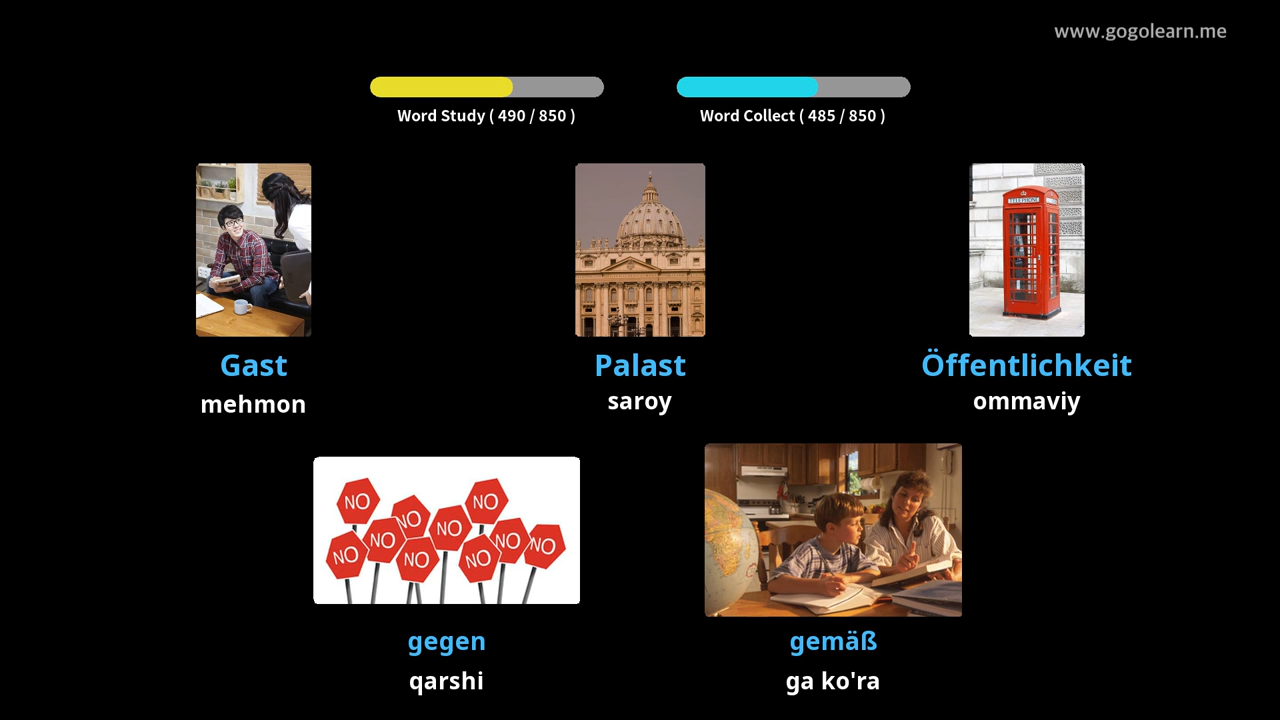 www.gogolearn.me
Word Study ( 490 / 850 )
Word Collect ( 485 / 850 )
TELEPHONE
Gast
Palast
Öffentlichkeit
mehmon
saroy
ommaviy
NO
NO
NO
NO
NO
NO
NO
NO
NO
NO
gegen
gemäß
qarshi
ga ko'ra